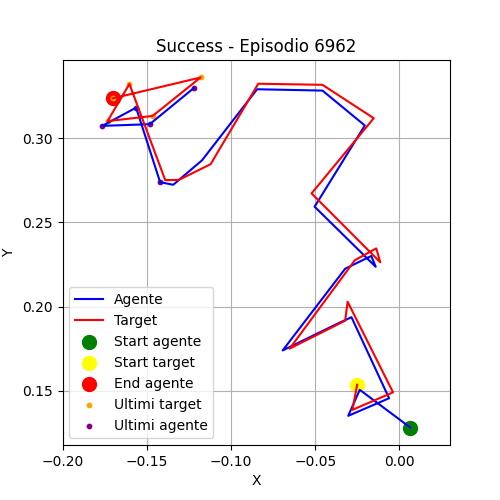 Success - Episodio 6962
0.30
0.25
0.20
0.15
Y
Agente
Target
Start agente
Start target
End agente
Ultimi target
Ultimi agente
−0.20 −0.15 −0.10 −0.05 0.00
X